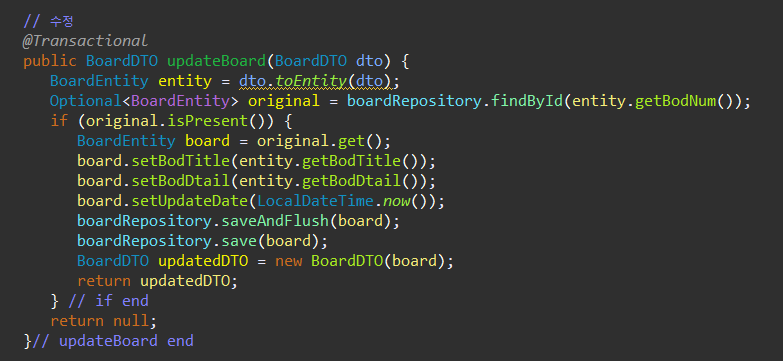 // 수정
@Transactional
public BoardDTO updateBoard(BoardDTO dto) {
BoardEntity entity = dto.toEntity(dto);
Optional<BoardEntity> original = boardRepository.findById(entity.getBodNum());
if (original.isPresent()) {
BoardEntity board = original.get();
board.setBodTitle(entity.getBodTitle());
board.setBodDtail(entity.getBodDtail());
board.setUpdateDate(LocalDateTime.now());
boardRepository.saveAndFlush(board);
boardRepository.save(board);
BoardDTO updatedDTO = new BoardDTO(board);
return updatedDTO;
} // if end
return null;
}// updateBoard end